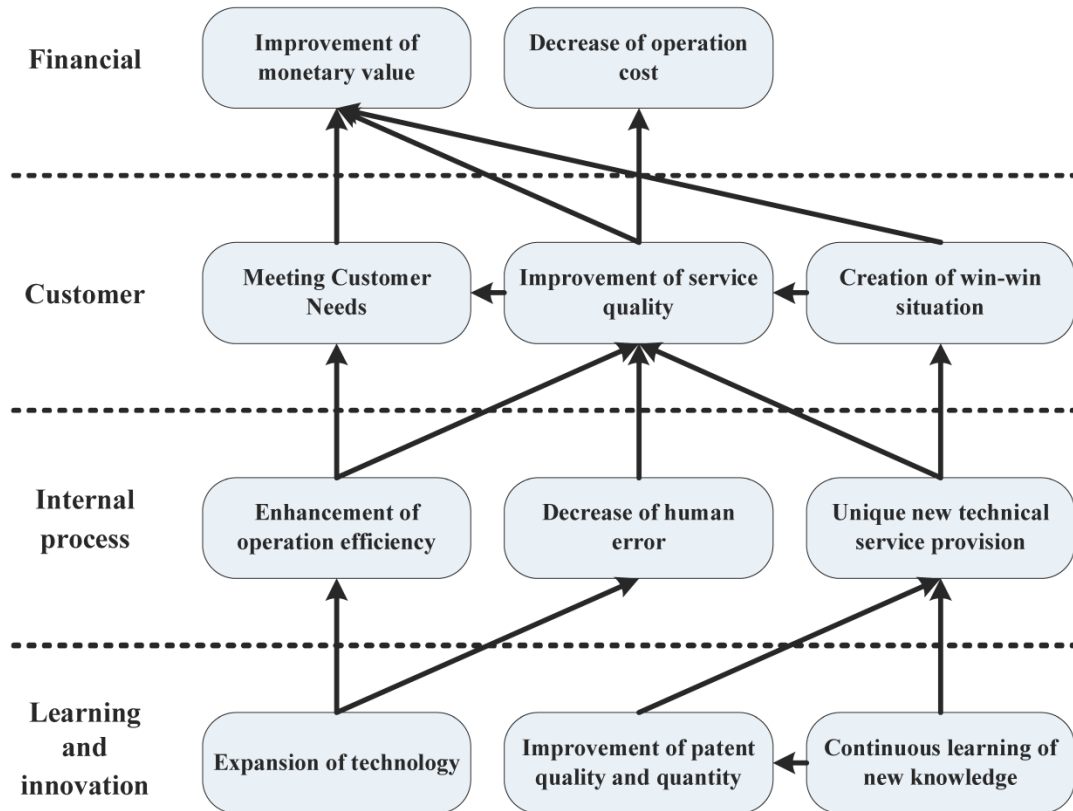 Financial
Improvement of
monetary value
Decrease of operation
cost
Customer
Meeting Customer
Needs
Improvement of service
quality
Creation of win-win
situation
Internal
process
Enhancement of
operation efficiency
Decrease of human
error
Unique new technical
service provision
Learning
and
innovation
Expansion of technology
Improvement of patent
quality and quantity
Continuous learning of
new knowledge